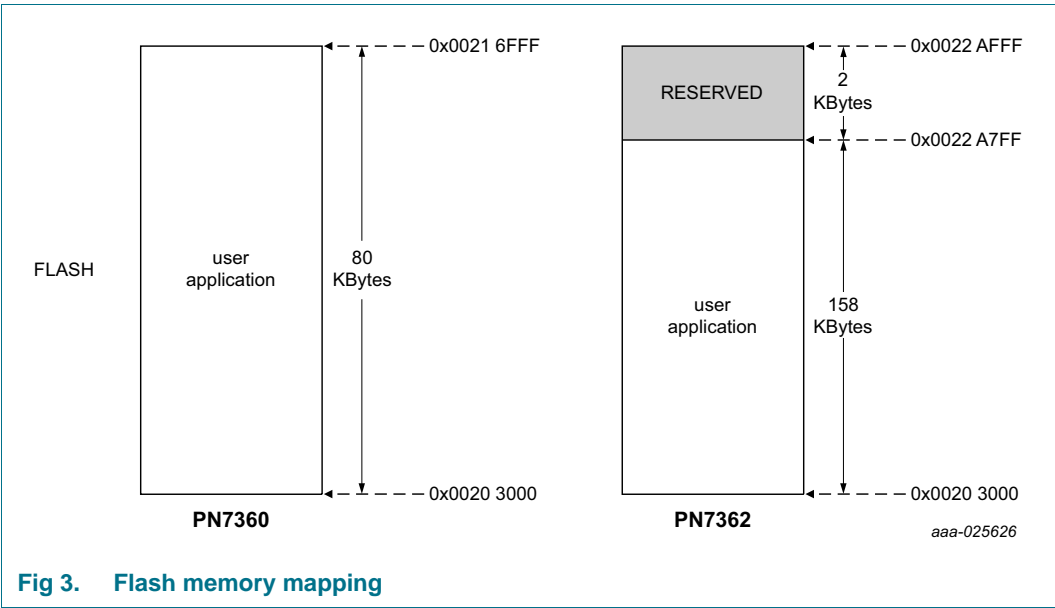 0x0021 6FFF
FLASH
user
application
80
KBytes
0x0020 3000
PN7360
0x0022 AFFF
RESERVED
2
KBytes
0x0022 A7FF
user
application
158
KBytes
0x0020 3000
PN7362
aaa-025626
Fig 3. Flash memory mapping